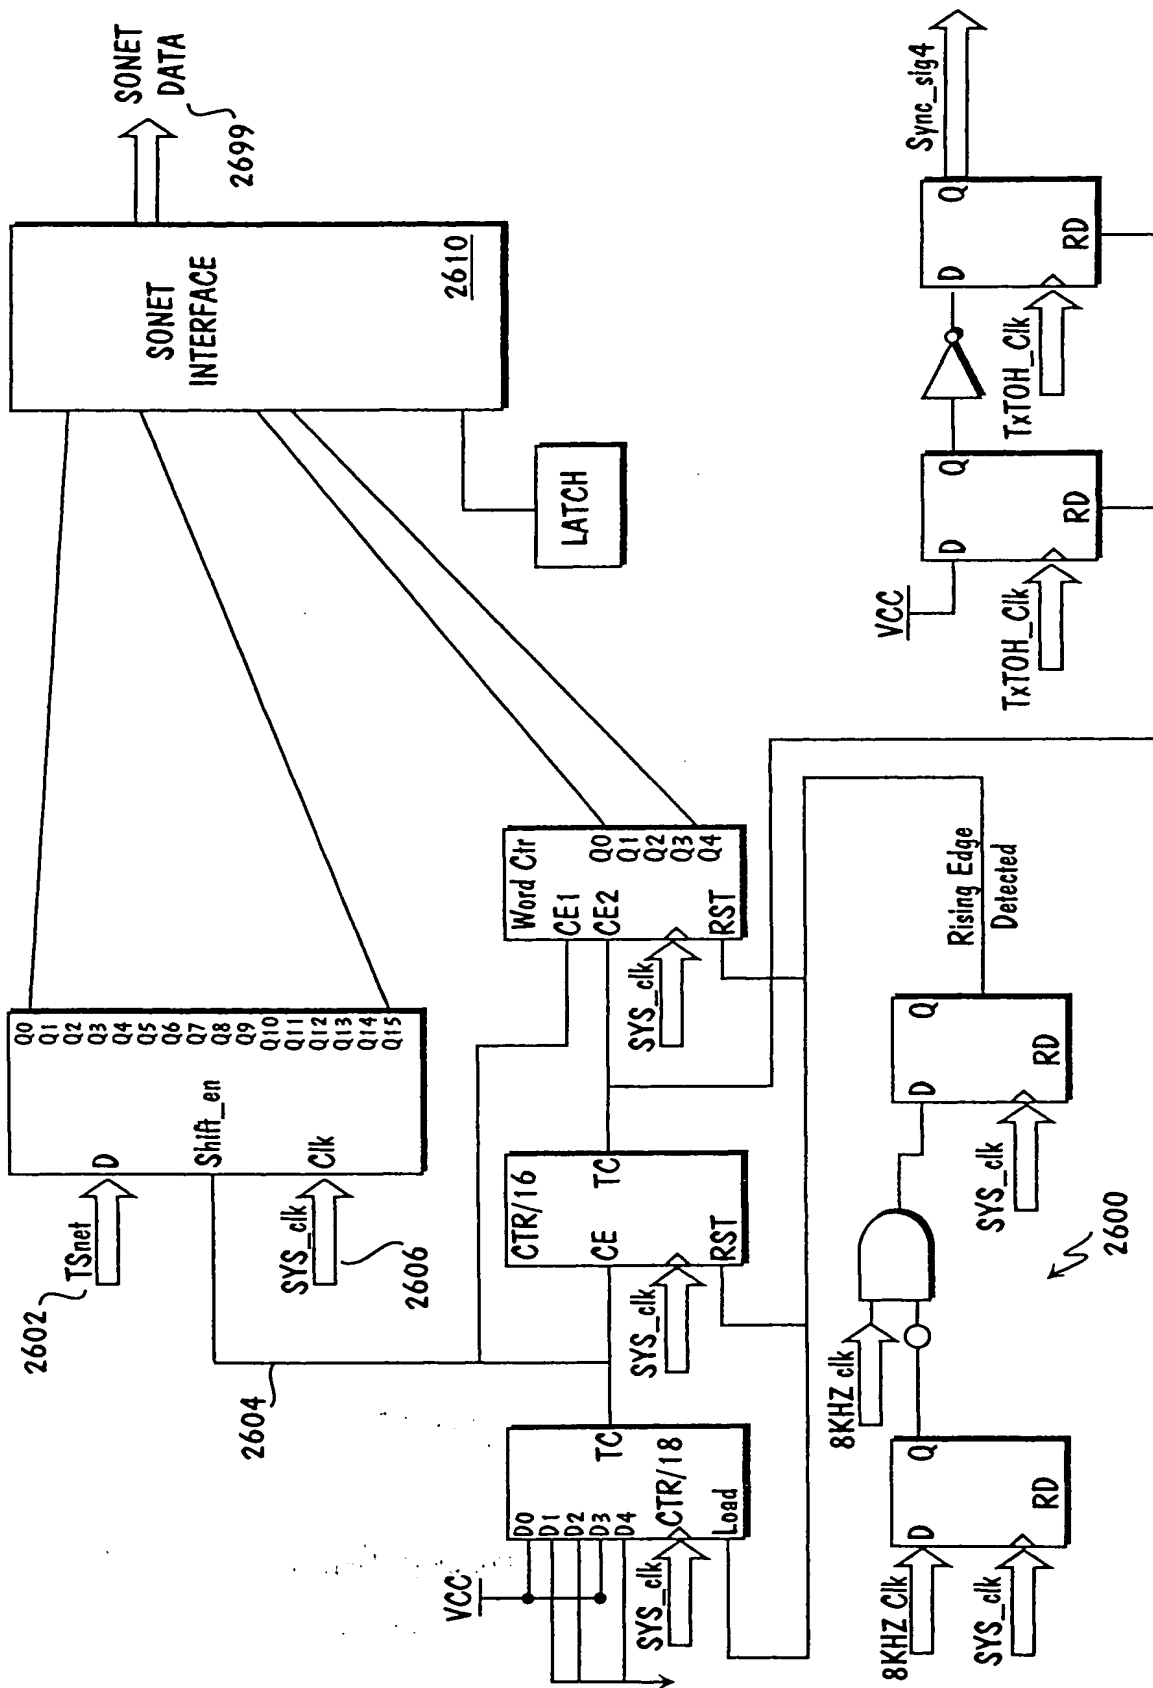 SONET
DATA
2699
SONET
INTERFACE
2610
LATCH
2602
TSnet
D
Shift_en
SYS_clk
Clk
2606
Q0
Q1
Q2
Q3
Q4
Q5
Q6
Q7
Q8
Q9
Q10
Q11
Q12
Q13
Q14
Q15
2604
VCC
D0
D1
D2
D3
D4
TC
CTR/18
SYS_clk
Load
CTR/16
CE
TC
SYS_clk
RST
Word Ctr
CE1
CE2
Q0
Q1
Q2
Q3
Q4
SYS_clk
RST
8KHZ Clk
D
Q
SYS_clk
RD
8KHZ clk
D
Q
SYS_clk
RD
Rising Edge
Detected
2600
VCC
D
Q
TxTOH_Clk
RD
D
Q
TxTOH_Clk
RD
Sync_sig4